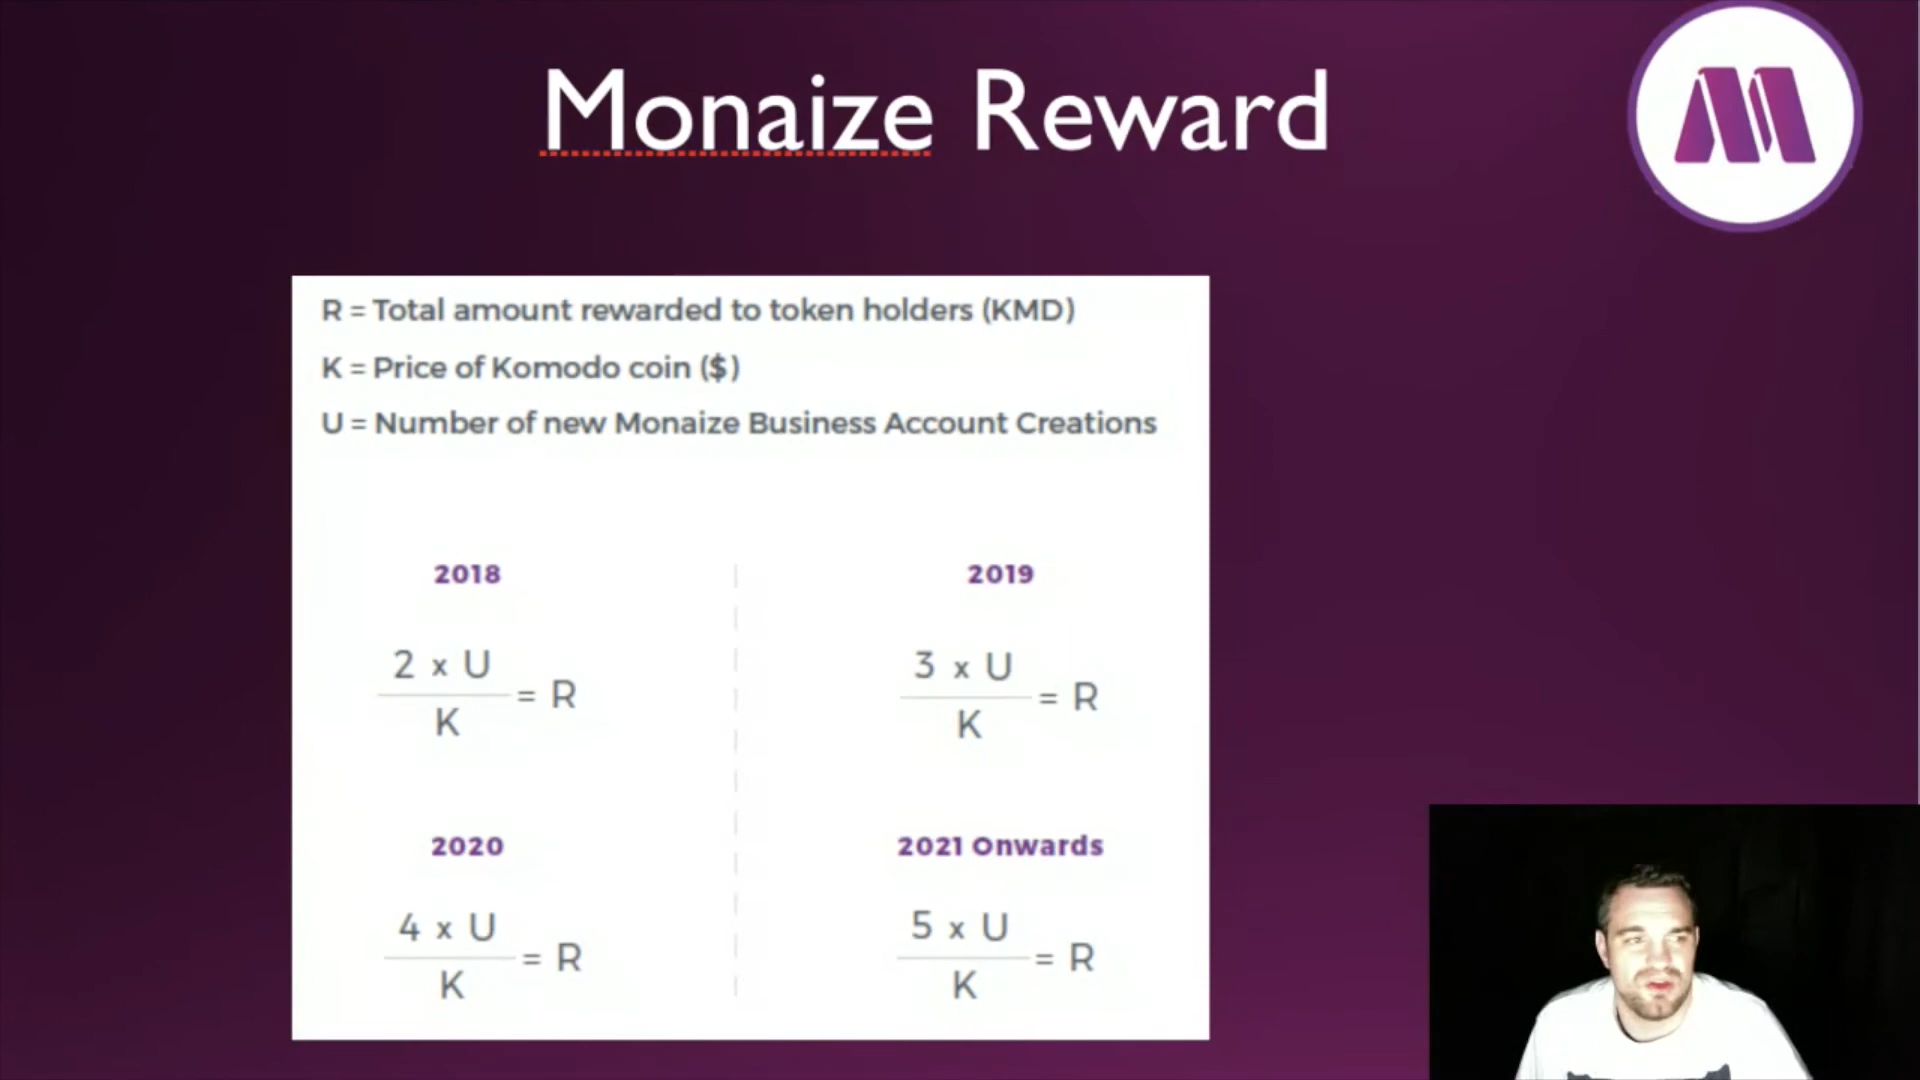 Monaize Reward
R = Total amount rewarded to token holders (KMD)
K = Price of Komodo coin ($)
U = Number of new Monaize Business Account Creations
2018
2 x U
K
= R
2019
3 x U
K
= R
2020
4 x U
K
= R
2021 Onwards
5 x U
K
= R